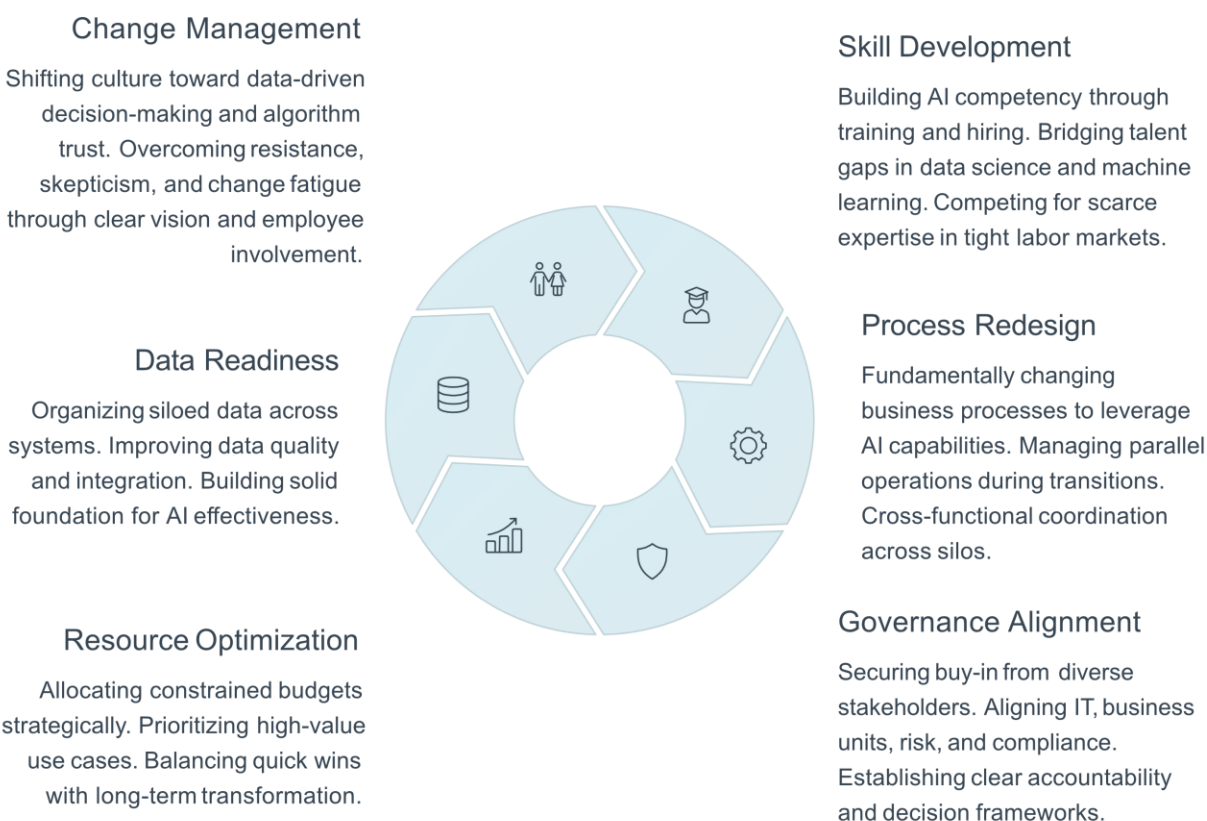 Change Management
Shifting culture toward data-driven
decision-making and algorithm
trust. Overcoming resistance,
skepticism, and change fatigue
through clear vision and employee
involvement.
Skill Development
Building AI competency through
training and hiring. Bridging talent
gaps in data science and machine
learning. Competing for scarce
expertise in tight labor markets.
Data Readiness
Organizing siloed data across
systems. Improving data quality
and integration. Building solid
foundation for AI effectiveness.
Process Redesign
Fundamentally changing
business processes to leverage
AI capabilities. Managing parallel
operations during transitions.
Cross-functional coordination
across silos.
Resource Optimization
Allocating constrained budgets
strategically. Prioritizing high-value
use cases. Balancing quick wins
with long-term transformation.
Governance Alignment
Securing buy-in from diverse
stakeholders. Aligning IT, business
units, risk, and compliance.
Establishing clear accountability
and decision frameworks.